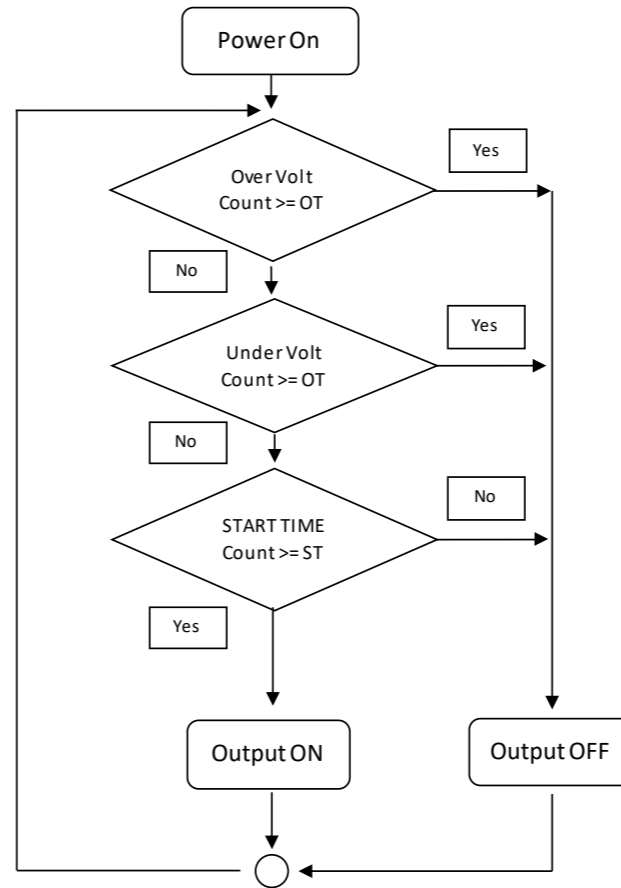 Power On
Over Volt
Count >= OT
Yes
No
Under Volt
Count >= OT
Yes
No
START TIME
Count >= ST
No
Yes
Output ON
Output OFF